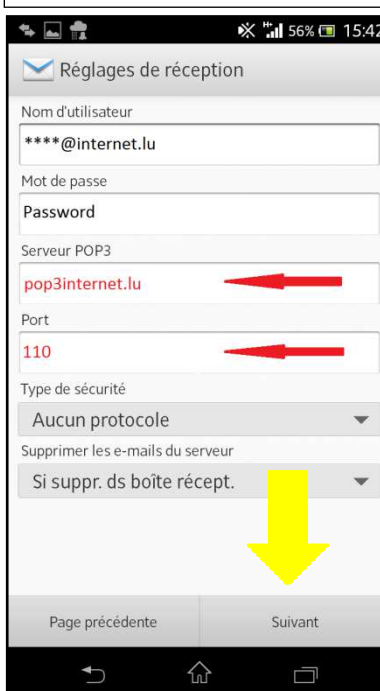 56% 15:42
Réglages de réception
Nom d'utilisateur
****@internet.lu
Mot de passe
Password
Serveur POP3
pop3internet.lu
Port
110
Type de sécurité
Aucun protocole
Supprimer les e-mails du serveur
Si suppr. ds boîte récept.
Page précédente Suivant